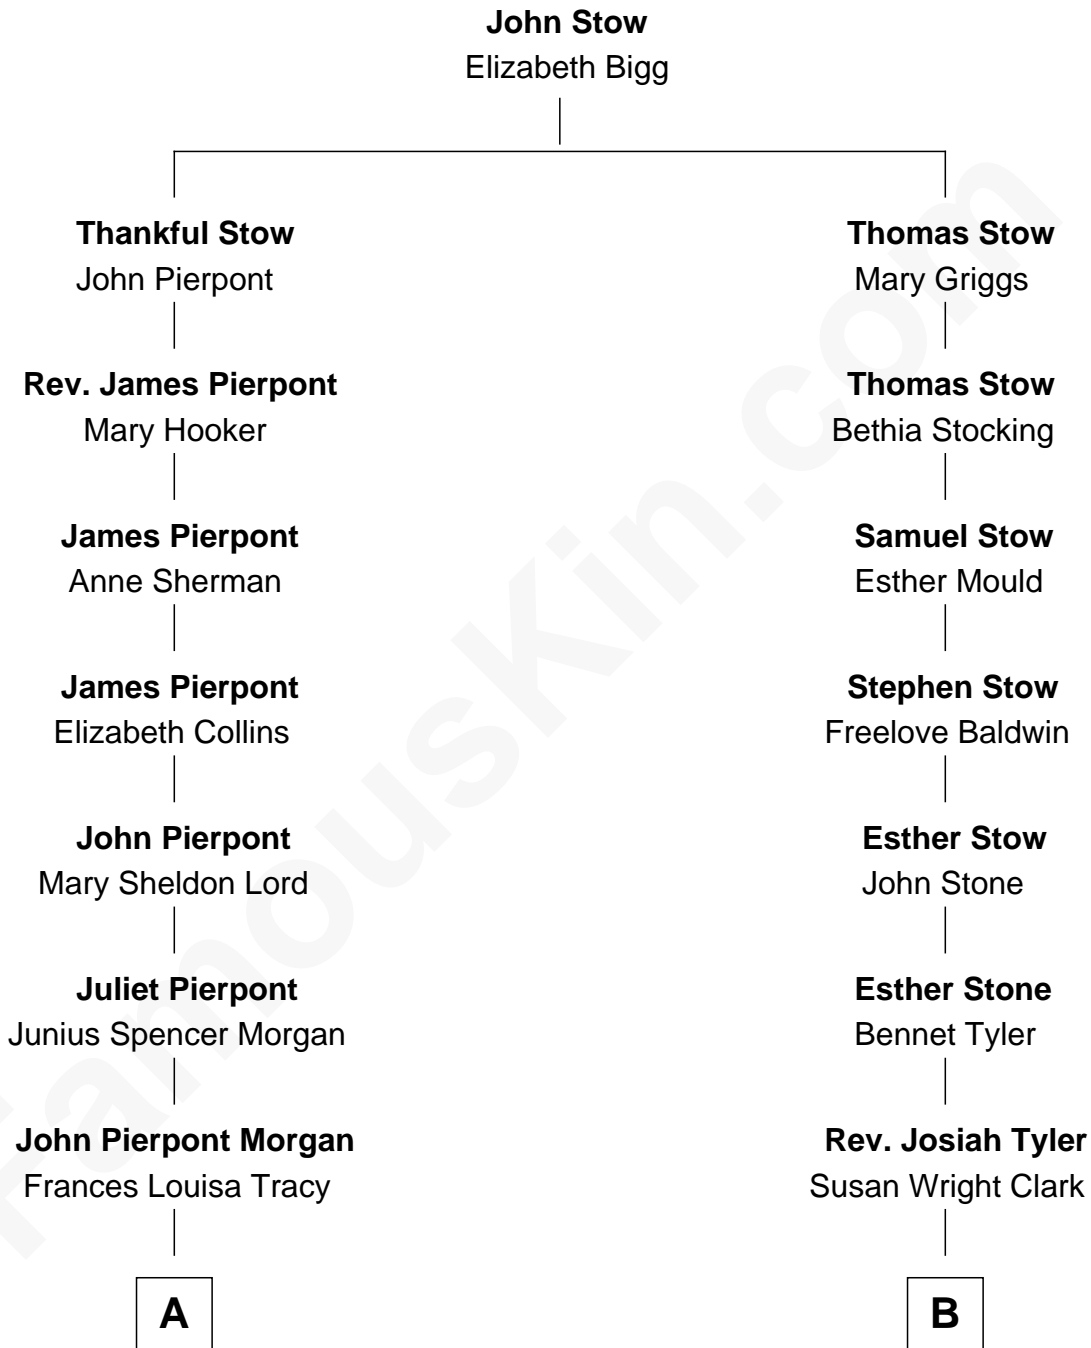 John Stow
Elizabeth Bigg
Thankful Stow
John Pierpont
Thomas Stow
Mary Griggs
Rev. James Pierpont
Mary Hooker
Thomas Stow
Bethia Stocking
James Pierpont
Anne Sherman
Samuel Stow
Esther Mould
James Pierpont
Elizabeth Collins
Stephen Stow
Freelove Baldwin
John Pierpont
Mary Sheldon Lord
Esther Stow
John Stone
Juliet Pierpont
Junius Spencer Morgan
Esther Stone
Bennet Tyler
John Pierpont Morgan
Frances Louisa Tracy
Rev. Josiah Tyler
Susan Wright Clark
A
B
FamousKin.com